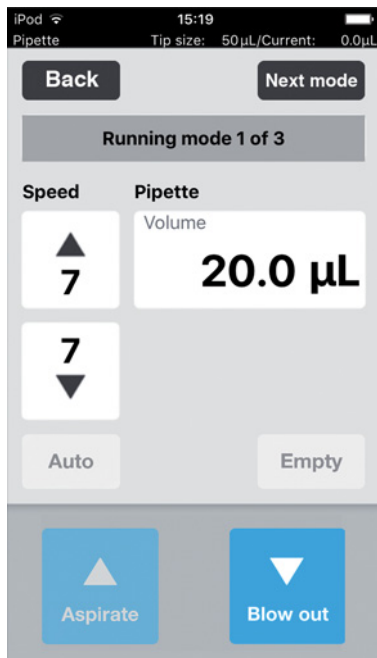 iPod 15:19
Pipette Tip size: 50µL/Current: 0.0µL
Back Next mode
Running mode 1 of 3
Speed Pipette
Volume
7 20.0 µL
7
Auto Empty
Aspirate Blow out